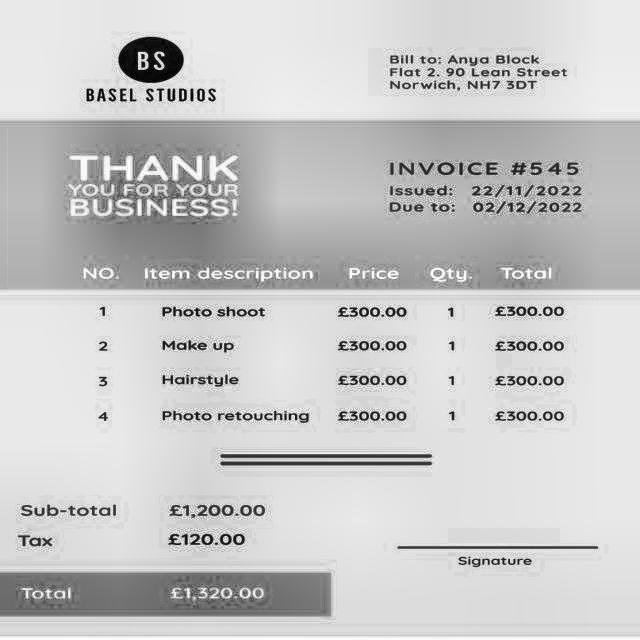 BS
BASEL STUDIOS
Bill to: Anya Block
Flat 2. 90 Lean Street
Norwich, NH7 3DT
THANK
YOU FOR YOUR
BUSINESS!
INVOICE #545
Issued: 22/11/2022
Due to: 02/12/2022
NO. Item description Price Qty. Total
1 Photo shoot £300.00 1 £300.00
2 Make up £300.00 1 £300.00
3 Hairstyle £300.00 1 £300.00
4 Photo retouching £300.00 1 £300.00
Sub-total £1,200.00
Tax £120.00
Signature
Total £1,320.00